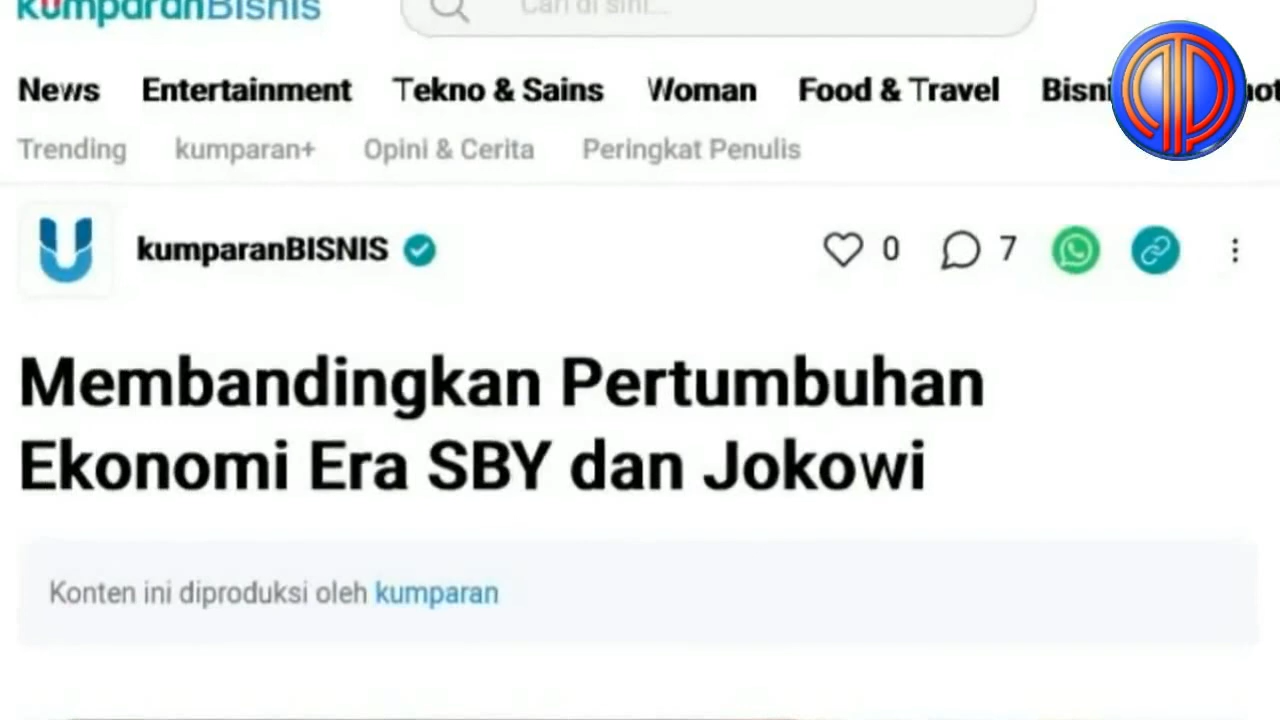 kumparanBISNIS
Cari di sini...
News Entertainment Tekno & Sains Woman Food & Travel
Trending kumparan+ Opini & Cerita Peringkat Penulis
kumparanBISNIS 0 7
Membandingkan Pertumbuhan
Ekonomi Era SBY dan Jokowi
Konten ini diproduksi oleh kumparan